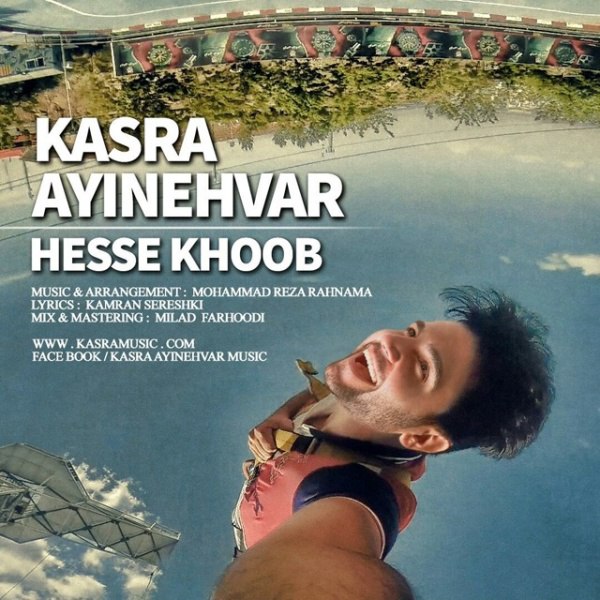 KASRA
AYINEHVAR
HESSE KHOOB
MUSIC & ARRANGEMENT : MOHAMMAD REZA RAHNAMA
LYRICS : KAMRAN SERESHKI
MIX & MASTERING : MILAD FARHOODI
WWW . KASRAMUSIC . COM
FACE BOOK / KASRA AYINEHVAR MUSIC